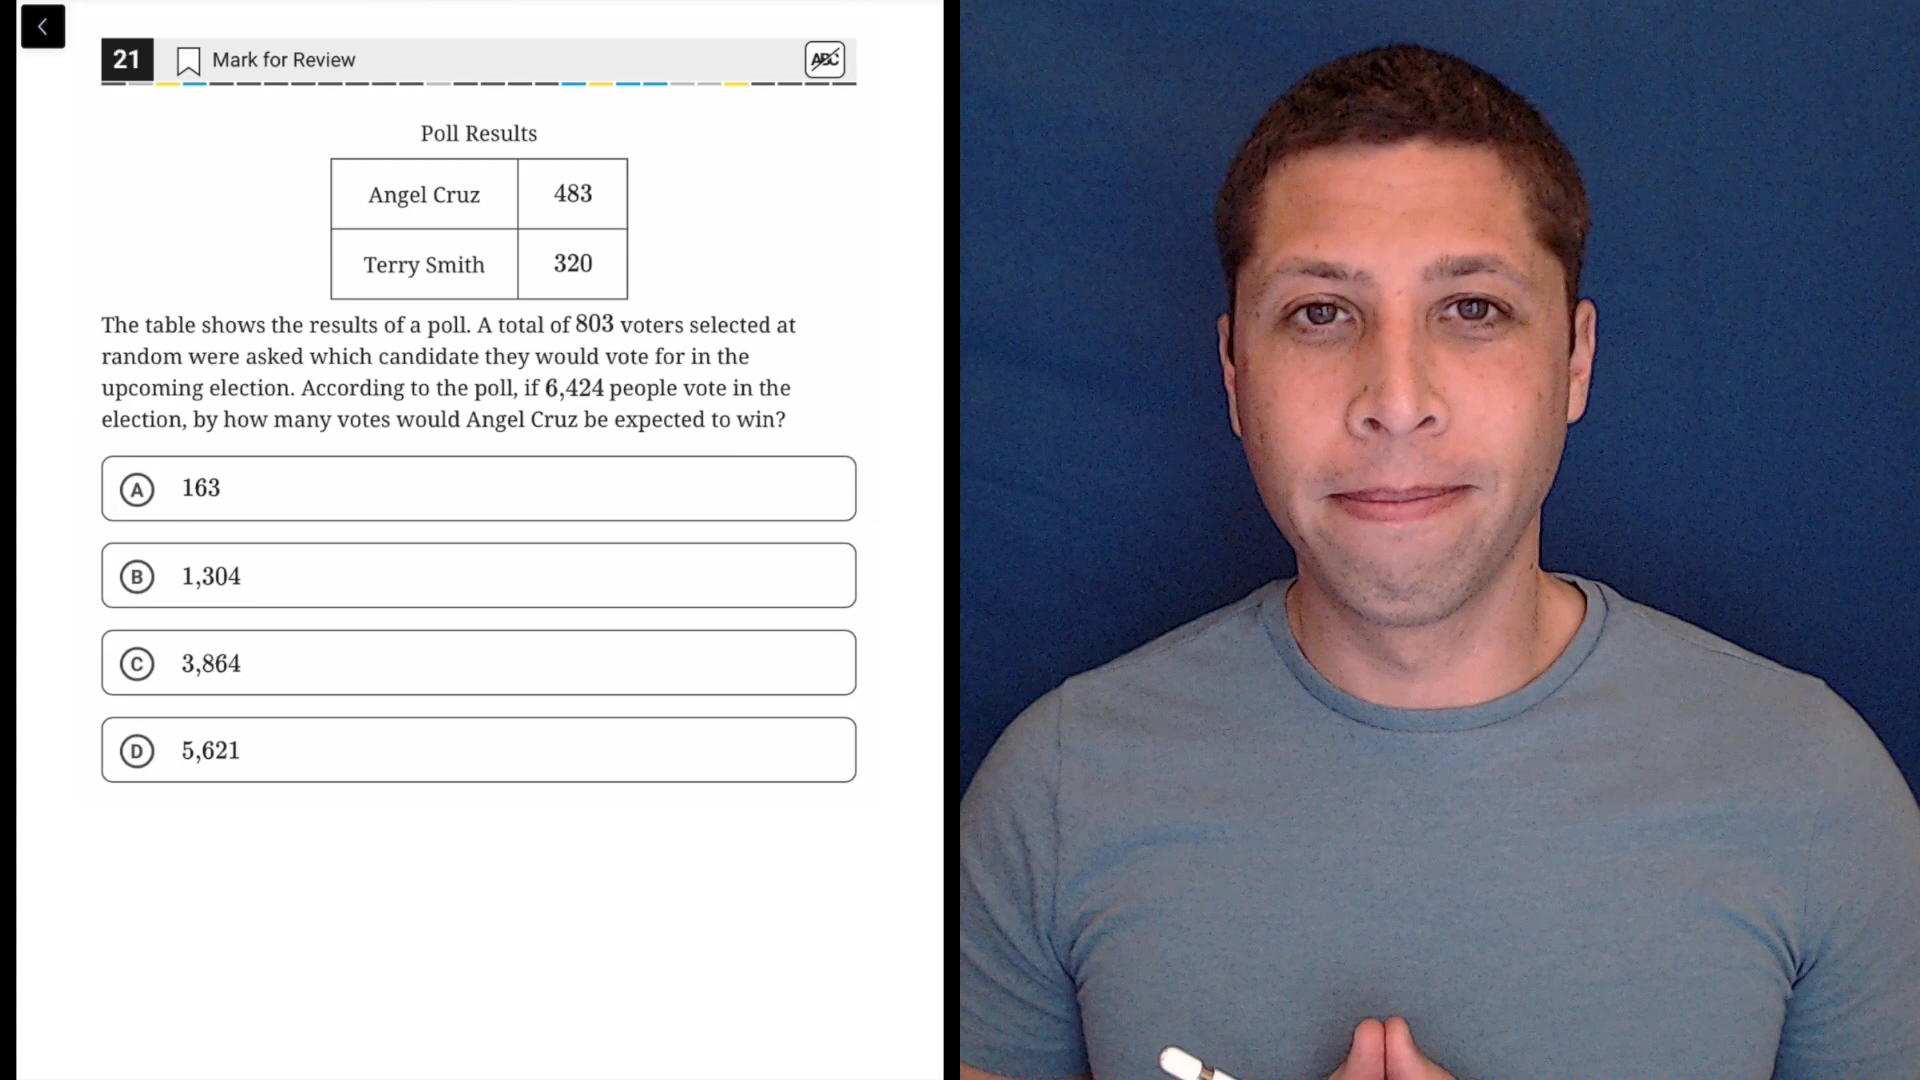 21 Mark for Review ABC
Poll Results
Angel Cruz 483
Terry Smith 320
The table shows the results of a poll. A total of 803 voters selected at
random were asked which candidate they would vote for in the
upcoming election. According to the poll, if 6,424 people vote in the
election, by how many votes would Angel Cruz be expected to win?
A 163
B 1,304
C 3,864
D 5,621